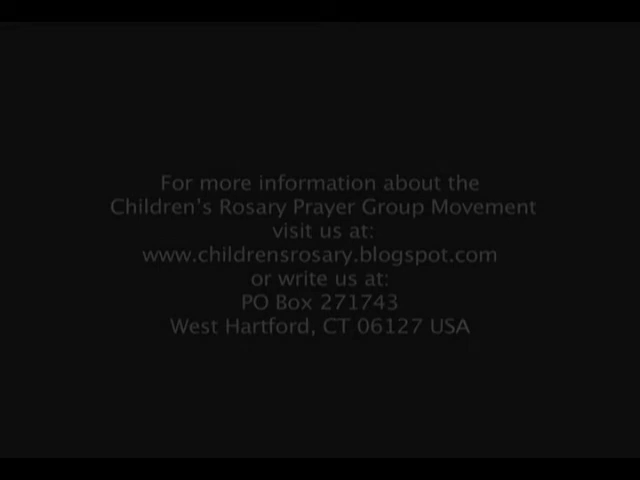 For more information about the
Children's Rosary Prayer Group Movement
visit us at:
www.childrensrosary.blogspot.com
or write us at:
PO Box 271743
West Hartford, CT 06127 USA